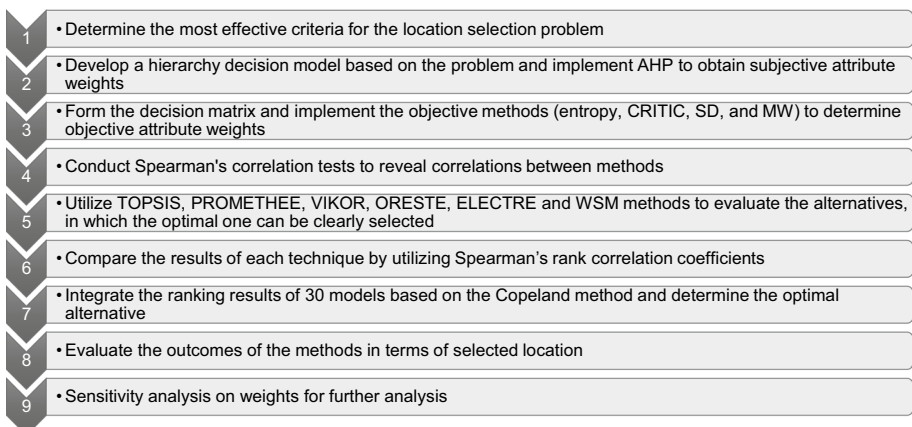 1
• Determine the most effective criteria for the location selection problem
2
• Develop a hierarchy decision model based on the problem and implement AHP to obtain subjective attribute
weights
3
• Form the decision matrix and implement the objective methods (entropy, CRITIC, SD, and MW) to determine
objective attribute weights
4
• Conduct Spearman's correlation tests to reveal correlations between methods
5
• Utilize TOPSIS, PROMETHEE, VIKOR, ORESTE, ELECTRE and WSM methods to evaluate the alternatives,
in which the optimal one can be clearly selected
6
• Compare the results of each technique by utilizing Spearman’s rank correlation coefficients
7
• Integrate the ranking results of 30 models based on the Copeland method and determine the optimal
alternative
8
• Evaluate the outcomes of the methods in terms of selected location
9
• Sensitivity analysis on weights for further analysis